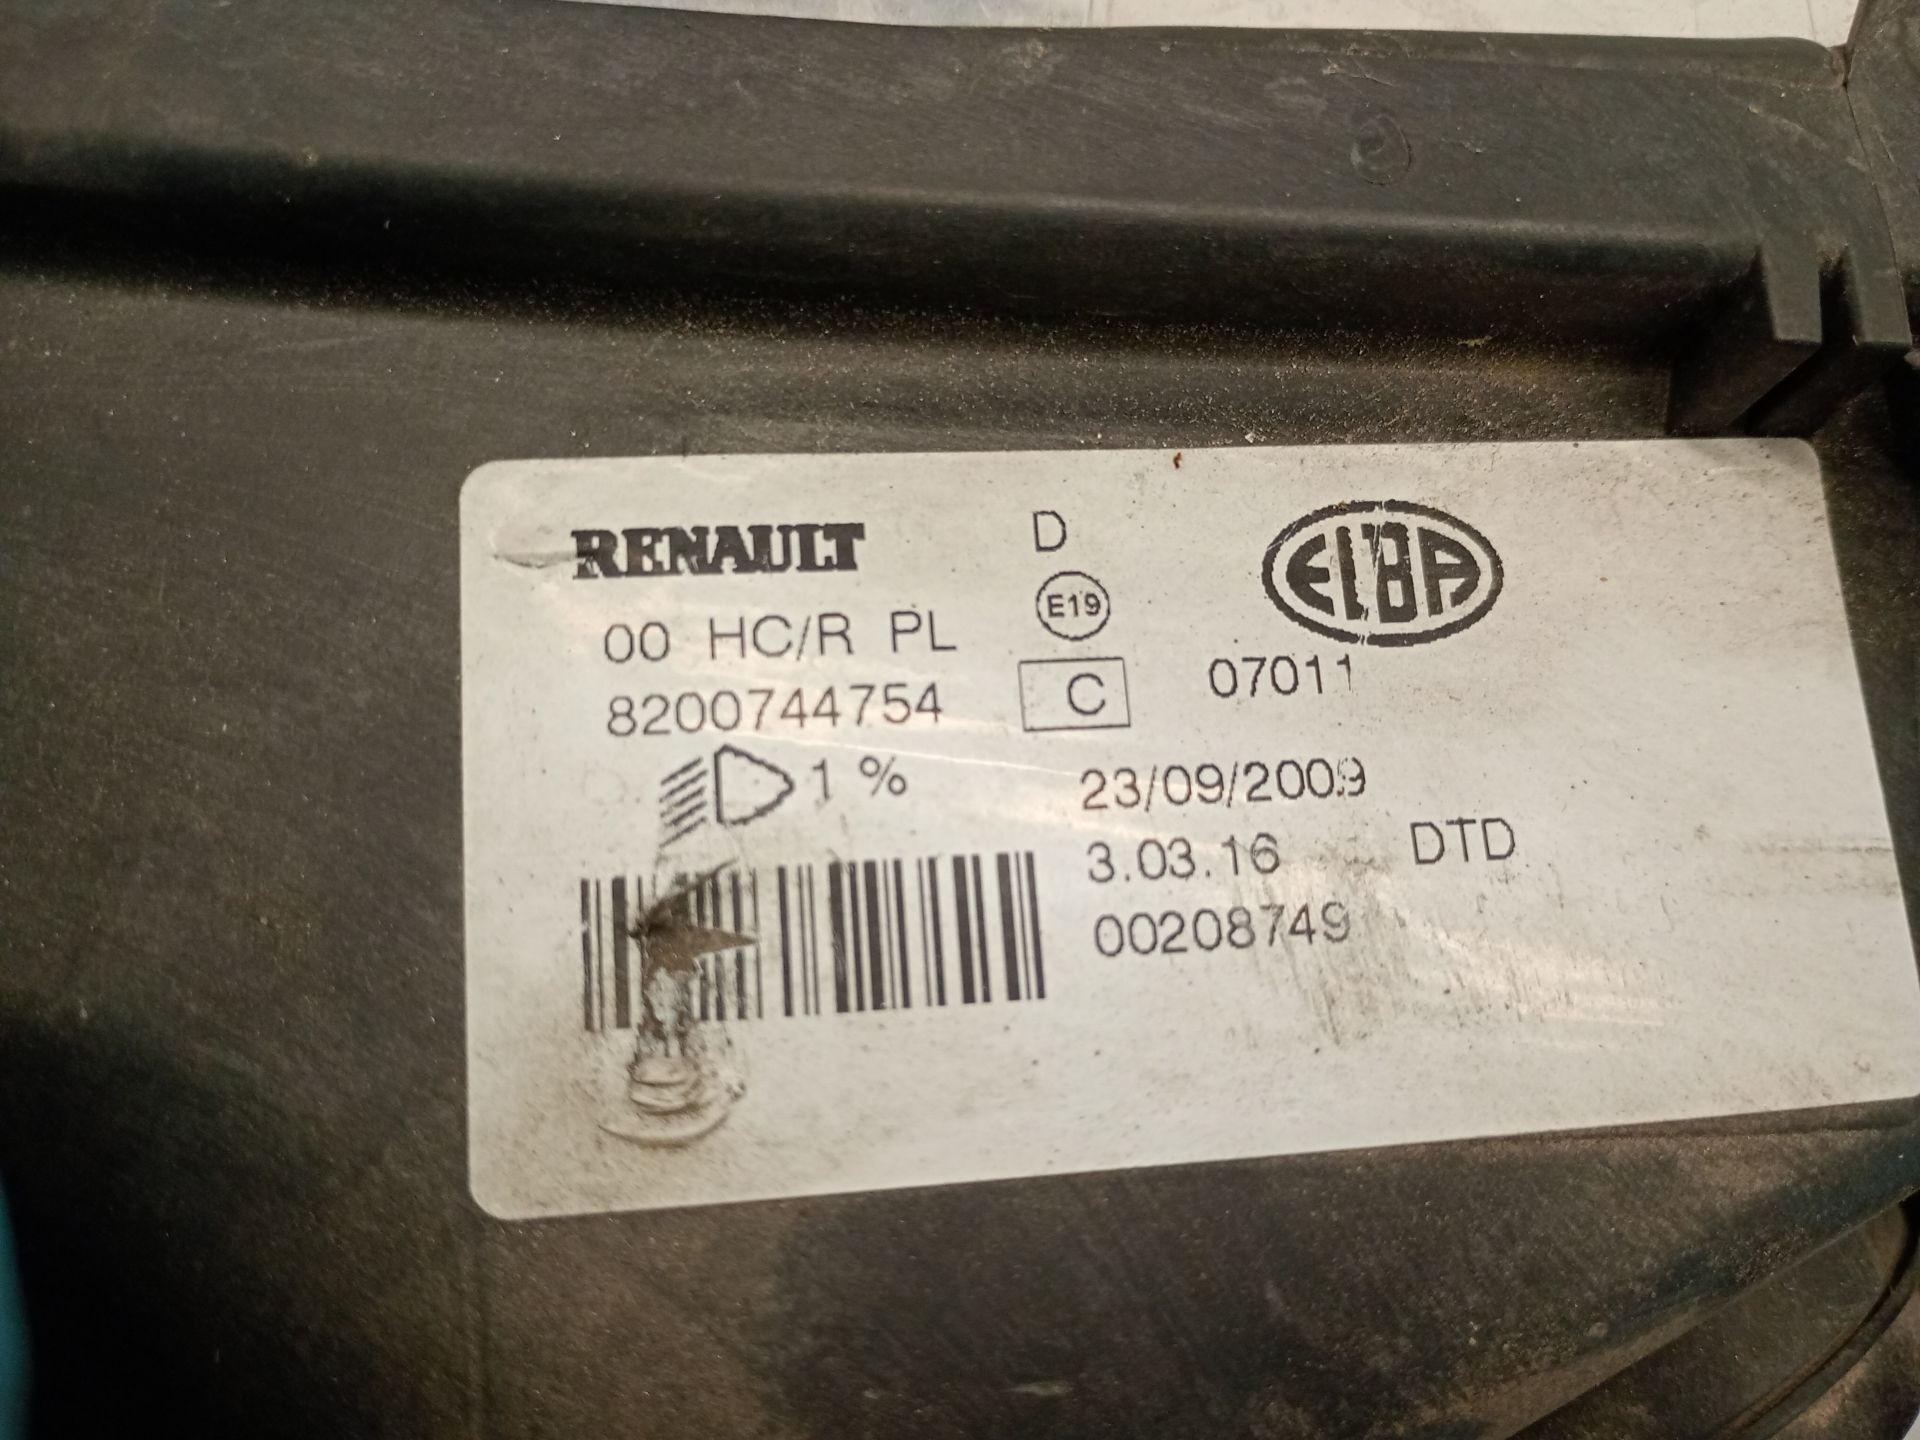 RENAULT D ELBA
E19
00 HC/R PL
8200744754 C 07011
1 % 23/09/2009
3.03.16 DTD
00208749